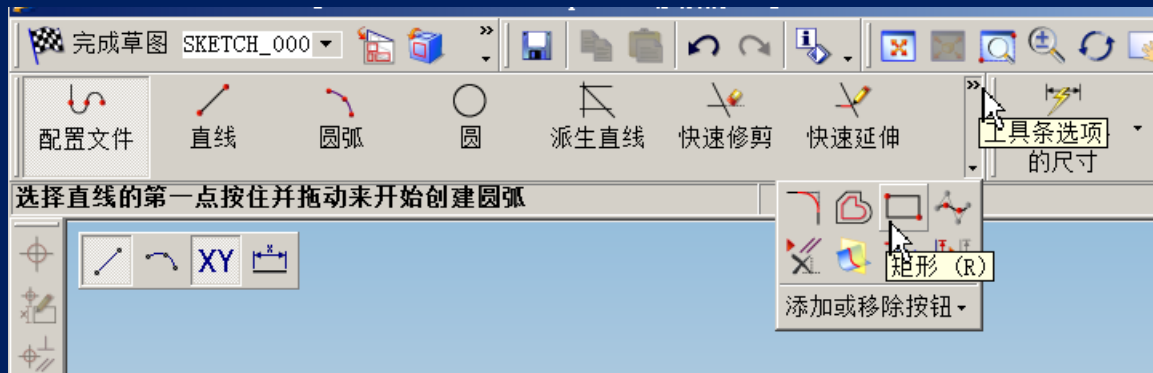 完成草图 SKETCH_000
配置文件 直线 圆弧 圆 派生直线 快速修剪 快速延伸 工具条选项
的尺寸
选择直线的第一点按住并拖动来开始创建圆弧
XY
矩形 (R)
添加或移除按钮